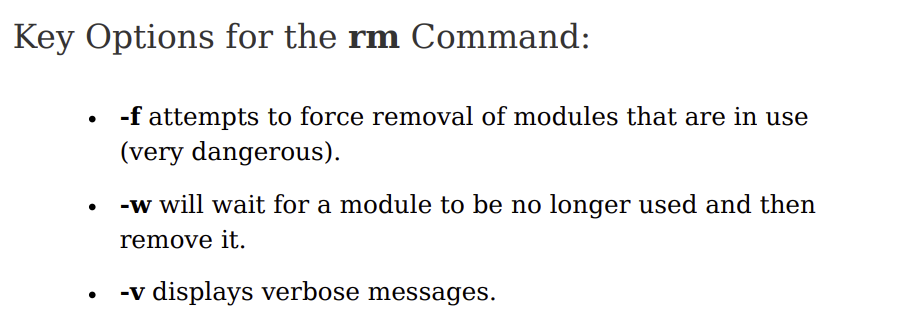 Key Options for the rm Command:
• -f attempts to force removal of modules that are in use
(very dangerous).
• -w will wait for a module to be no longer used and then
remove it.
• -v displays verbose messages.